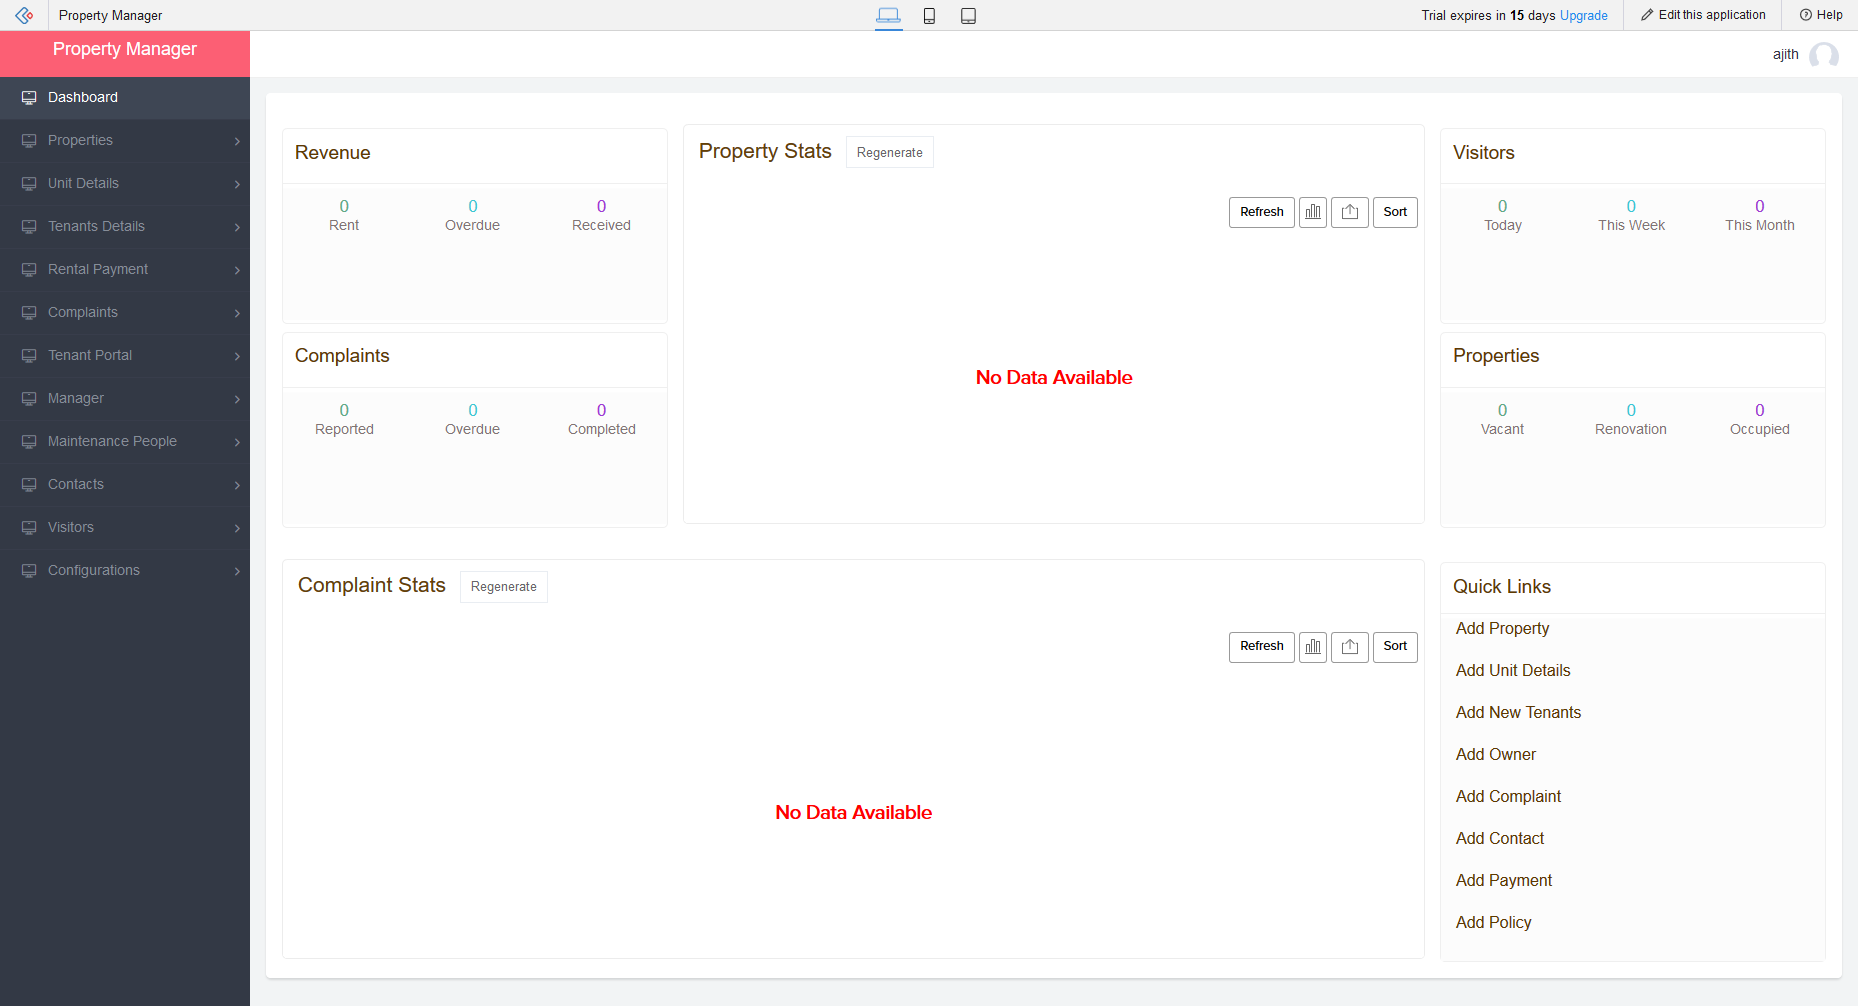 Property Manager
Trial expires in 15 days Upgrade
Edit this application
Help
Property Manager
ajith
Dashboard
Properties
Unit Details
Tenants Details
Rental Payment
Complaints
Tenant Portal
Manager
Maintenance People
Contacts
Visitors
Configurations
Revenue
0 0 0
Rent Overdue Received
Complaints
0 0 0
Reported Overdue Completed
Property Stats Regenerate
Refresh Sort
No Data Available
Visitors
0 0 0
Today This Week This Month
Properties
0 0 0
Vacant Renovation Occupied
Complaint Stats Regenerate
Refresh Sort
No Data Available
Quick Links
Add Property
Add Unit Details
Add New Tenants
Add Owner
Add Complaint
Add Contact
Add Payment
Add Policy